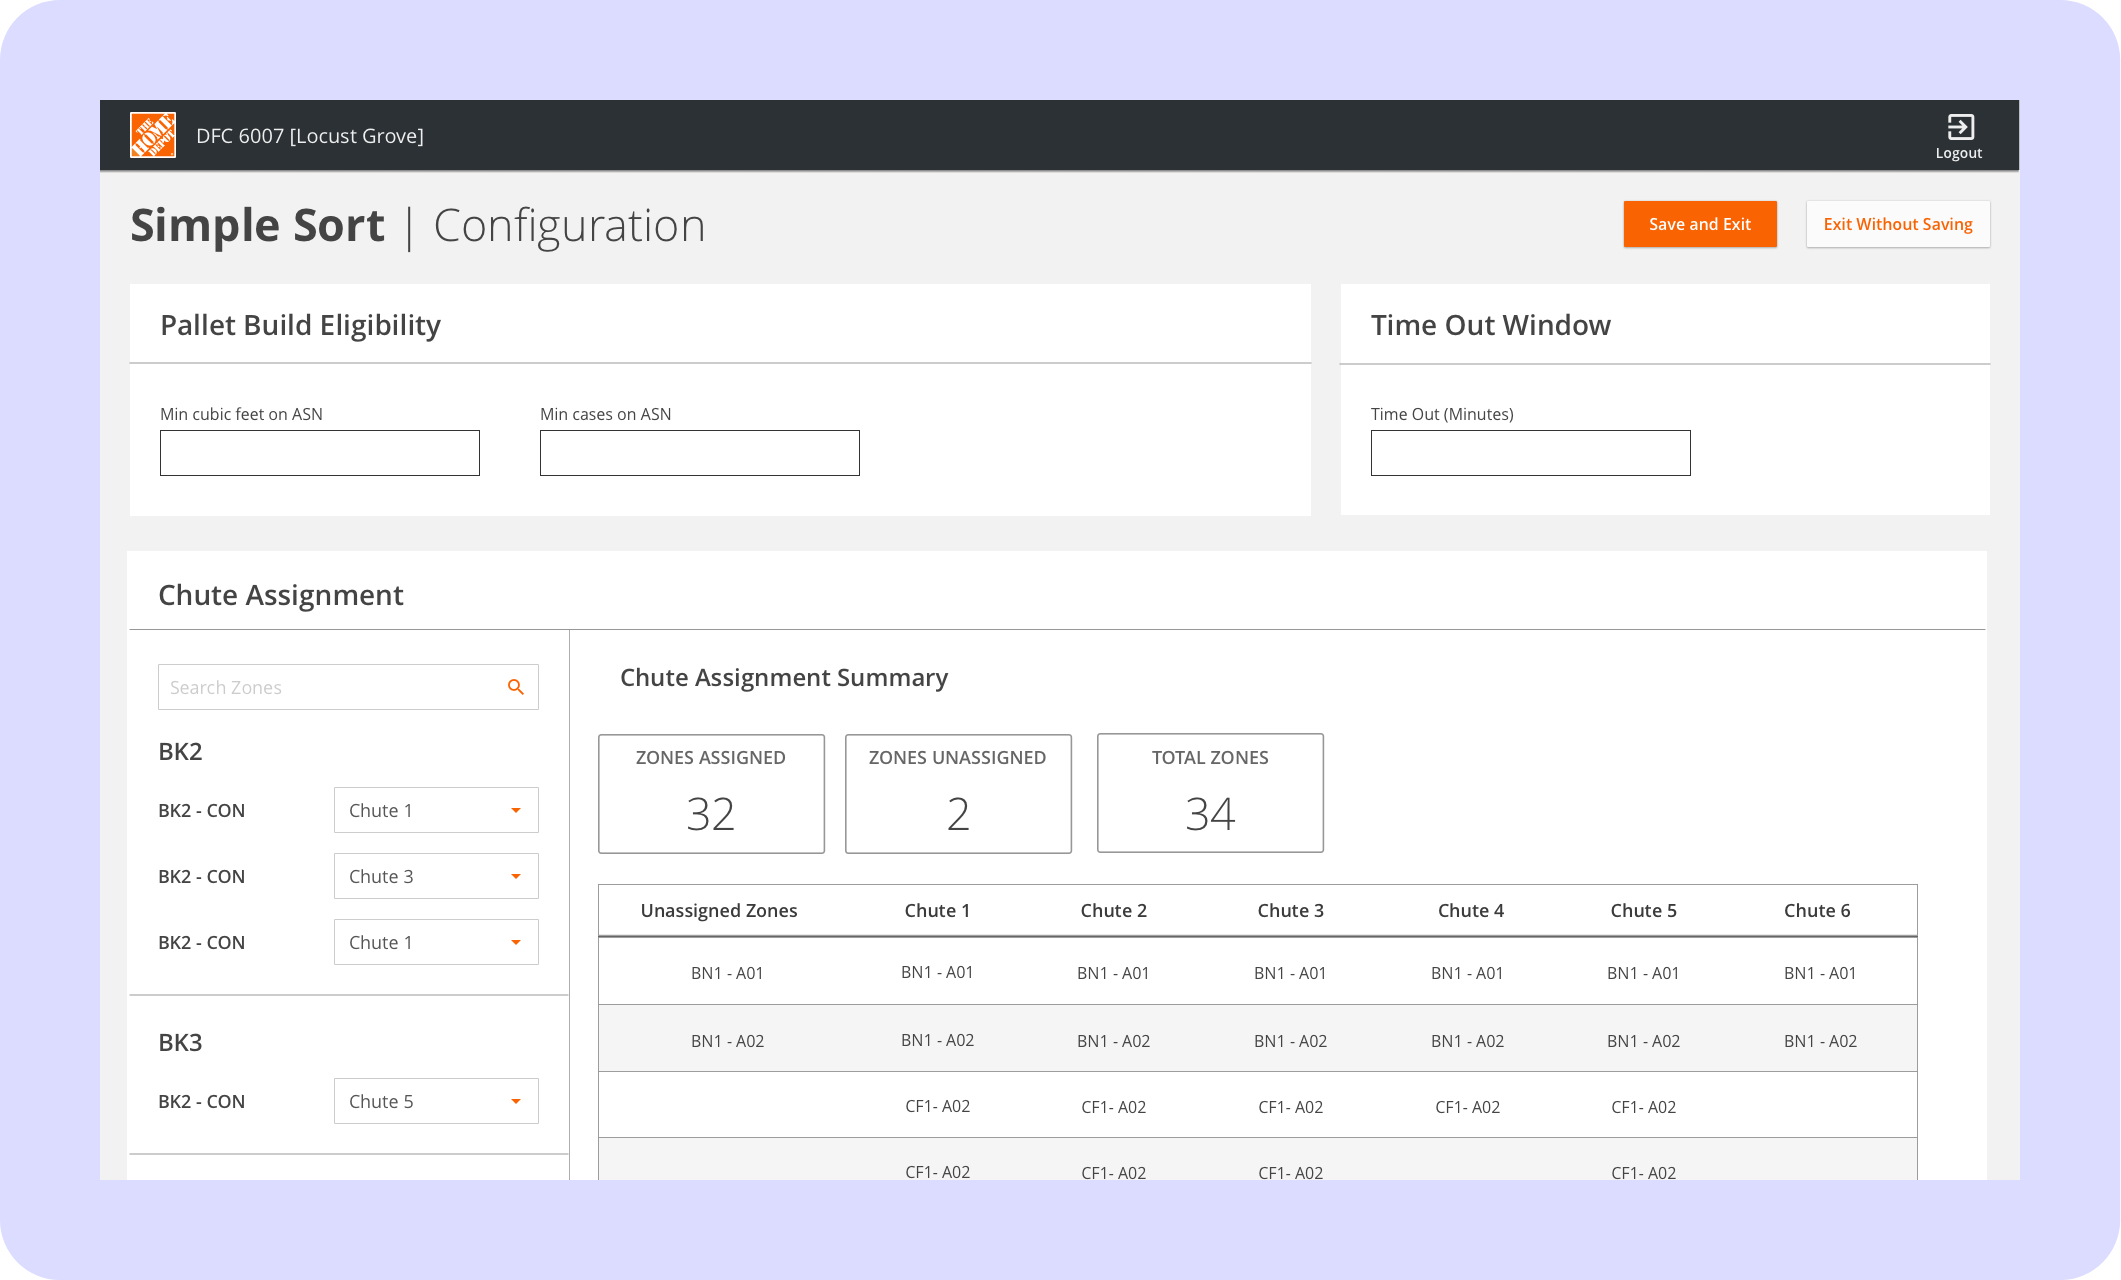 THE HOME DEPOT
DFC 6007 [Locust Grove]
Logout
Simple Sort | Configuration
Save and Exit
Exit Without Saving
Pallet Build Eligibility
Min cubic feet on ASN
Min cases on ASN
Time Out Window
Time Out (Minutes)
Chute Assignment
Search Zones
BK2
BK2 - CON Chute 1
BK2 - CON Chute 3
BK2 - CON Chute 1
BK3
BK2 - CON Chute 5
Chute Assignment Summary
ZONES ASSIGNED
32
ZONES UNASSIGNED
2
TOTAL ZONES
34
Unassigned Zones Chute 1 Chute 2 Chute 3 Chute 4 Chute 5 Chute 6
BN1 - A01 BN1 - A01 BN1 - A01 BN1 - A01 BN1 - A01 BN1 - A01 BN1 - A01
BN1 - A02 BN1 - A02 BN1 - A02 BN1 - A02 BN1 - A02 BN1 - A02 BN1 - A02
CF1- A02 CF1- A02 CF1- A02 CF1- A02 CF1- A02
CF1- A02 CF1- A02 CF1- A02 CF1- A02